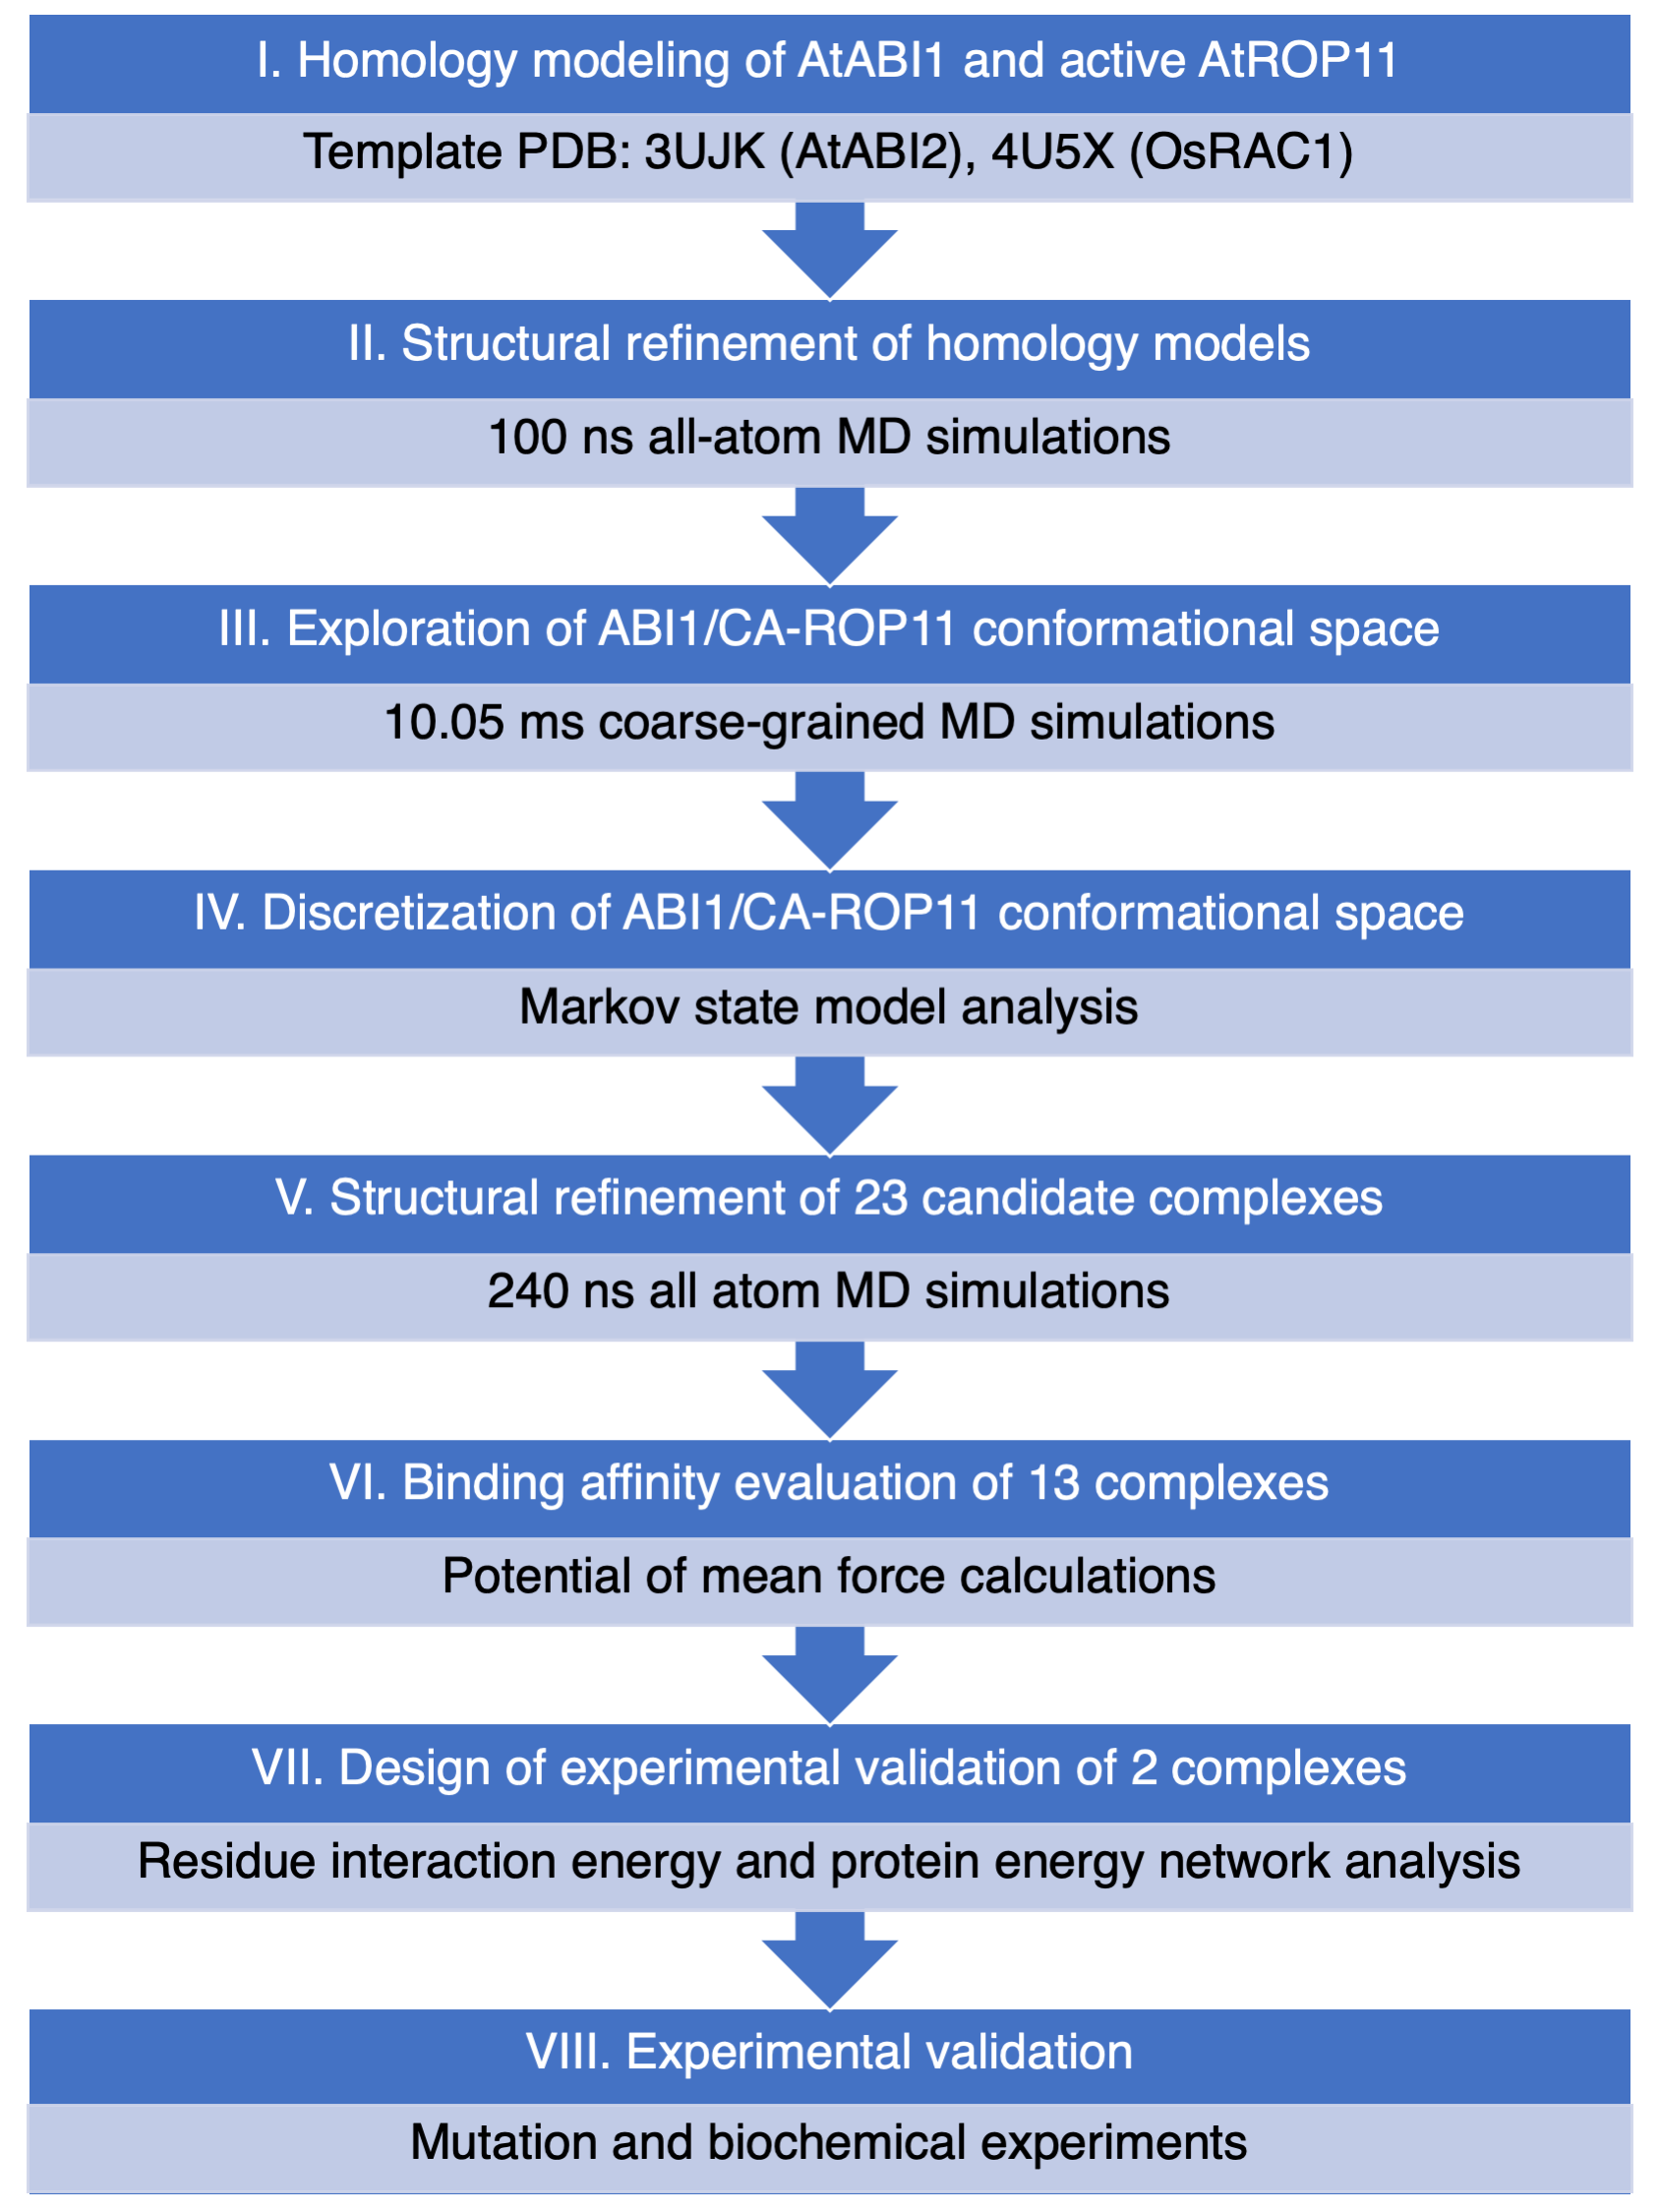 I. Homology modeling of AtABI1 and active AtROP11
Template PDB: 3UJK (AtABI2), 4U5X (OsRAC1)
II. Structural refinement of homology models
100 ns all-atom MD simulations
III. Exploration of ABI1/CA-ROP11 conformational space
10.05 ms coarse-grained MD simulations
IV. Discretization of ABI1/CA-ROP11 conformational space
Markov state model analysis
V. Structural refinement of 23 candidate complexes
240 ns all atom MD simulations
VI. Binding affinity evaluation of 13 complexes
Potential of mean force calculations
VII. Design of experimental validation of 2 complexes
Residue interaction energy and protein energy network analysis
VIII. Experimental validation
Mutation and biochemical experiments